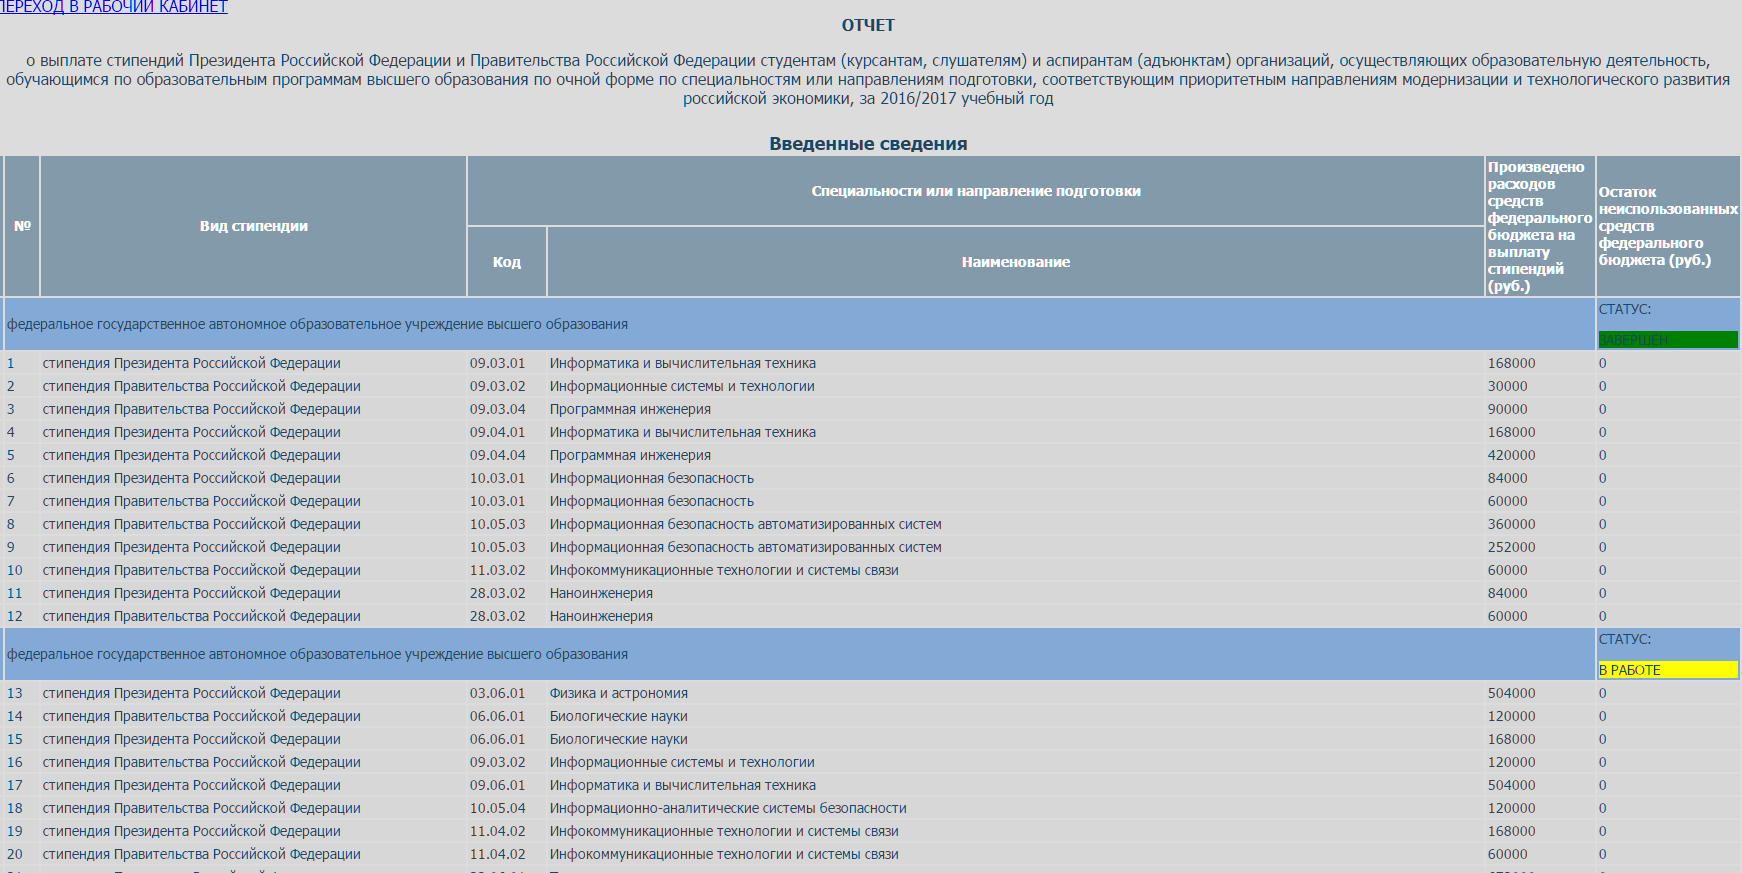 ПЕРЕХОД В РАБОЧИЙ КАБИНЕТ
ОТЧЕТ
о выплате стипендий Президента Российской Федерации и Правительства Российской Федерации студентам (курсантам, слушателям) и аспирантам (адъюнктам) организаций, осуществляющих образовательную деятельность,
обучающимся по образовательным программам высшего образования по очной форме по специальностям или направлениям подготовки, соответствующим приоритетным направлениям модернизации и технологического развития
российской экономики, за 2016/2017 учебный год
Введенные сведения
№
Вид стипендии
Специальности или направление подготовки
Код
Наименование
Произведено
расходов
средств
федерального
бюджета на
выплату
стипендий
(руб.)
Остаток
неиспользованных
средств
федерального
бюджета (руб.)
федеральное государственное автономное образовательное учреждение высшего образования
СТАТУС:
ЗАВЕРШЕН
1 стипендия Президента Российской Федерации 09.03.01 Информатика и вычислительная техника 168000 0
2 стипендия Правительства Российской Федерации 09.03.02 Информационные системы и технологии 30000 0
3 стипендия Правительства Российской Федерации 09.03.04 Программная инженерия 90000 0
4 стипендия Президента Российской Федерации 09.04.01 Информатика и вычислительная техника 168000 0
5 стипендия Президента Российской Федерации 09.04.04 Программная инженерия 420000 0
6 стипендия Президента Российской Федерации 10.03.01 Информационная безопасность 84000 0
7 стипендия Правительства Российской Федерации 10.03.01 Информационная безопасность 60000 0
8 стипендия Правительства Российской Федерации 10.05.03 Информационная безопасность автоматизированных систем 360000 0
9 стипендия Президента Российской Федерации 10.05.03 Информационная безопасность автоматизированных систем 252000 0
10 стипендия Правительства Российской Федерации 11.03.02 Инфокоммуникационные технологии и системы связи 60000 0
11 стипендия Президента Российской Федерации 28.03.02 Наноинженерия 84000 0
12 стипендия Правительства Российской Федерации 28.03.02 Наноинженерия 60000 0
федеральное государственное автономное образовательное учреждение высшего образования
СТАТУС:
В РАБОТЕ
13 стипендия Президента Российской Федерации 03.06.01 Физика и астрономия 504000 0
14 стипендия Правительства Российской Федерации 06.06.01 Биологические науки 120000 0
15 стипендия Президента Российской Федерации 06.06.01 Биологические науки 168000 0
16 стипендия Правительства Российской Федерации 09.03.02 Информационные системы и технологии 120000 0
17 стипендия Президента Российской Федерации 09.06.01 Информатика и вычислительная техника 504000 0
18 стипендия Правительства Российской Федерации 10.05.04 Информационно-аналитические системы безопасности 120000 0
19 стипендия Президента Российской Федерации 11.04.02 Инфокоммуникационные технологии и системы связи 168000 0
20 стипендия Правительства Российской Федерации 11.04.02 Инфокоммуникационные технологии и системы связи 60000 0